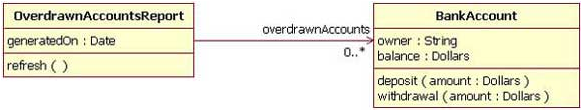 OverdrawnAccountsReport
generatedOn : Date
refresh ( )
overdrawnAccounts
0..*
BankAccount
owner : String
balance : Dollars
deposit ( amount : Dollars )
withdrawal ( amount : Dollars )